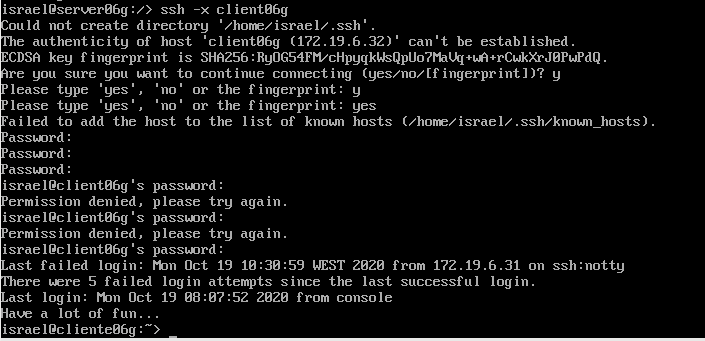 israel@server06g:/> ssh -x client06g
Could not create directory '/home/israel/.ssh'.
The authenticity of host 'client06g (172.19.6.32)' can't be established.
ECDSA key fingerprint is SHA256:RyOG54FM/cHpyqkWsQpUo7MaVq+wA+rCwkXrJ0PwPdQ.
Are you sure you want to continue connecting (yes/no/[fingerprint])? y
Please type 'yes', 'no' or the fingerprint: y
Please type 'yes', 'no' or the fingerprint: yes
Failed to add the host to the list of known hosts (/home/israel/.ssh/known_hosts).
Password:
Password:
Password:
israel@client06g's password:
Permission denied, please try again.
israel@client06g's password:
Permission denied, please try again.
israel@client06g's password:
Last failed login: Mon Oct 19 10:30:59 WEST 2020 from 172.19.6.31 on ssh:notty
There were 5 failed login attempts since the last successful login.
Last login: Mon Oct 19 08:07:52 2020 from console
Have a lot of fun...
israel@cliente06g:~> _